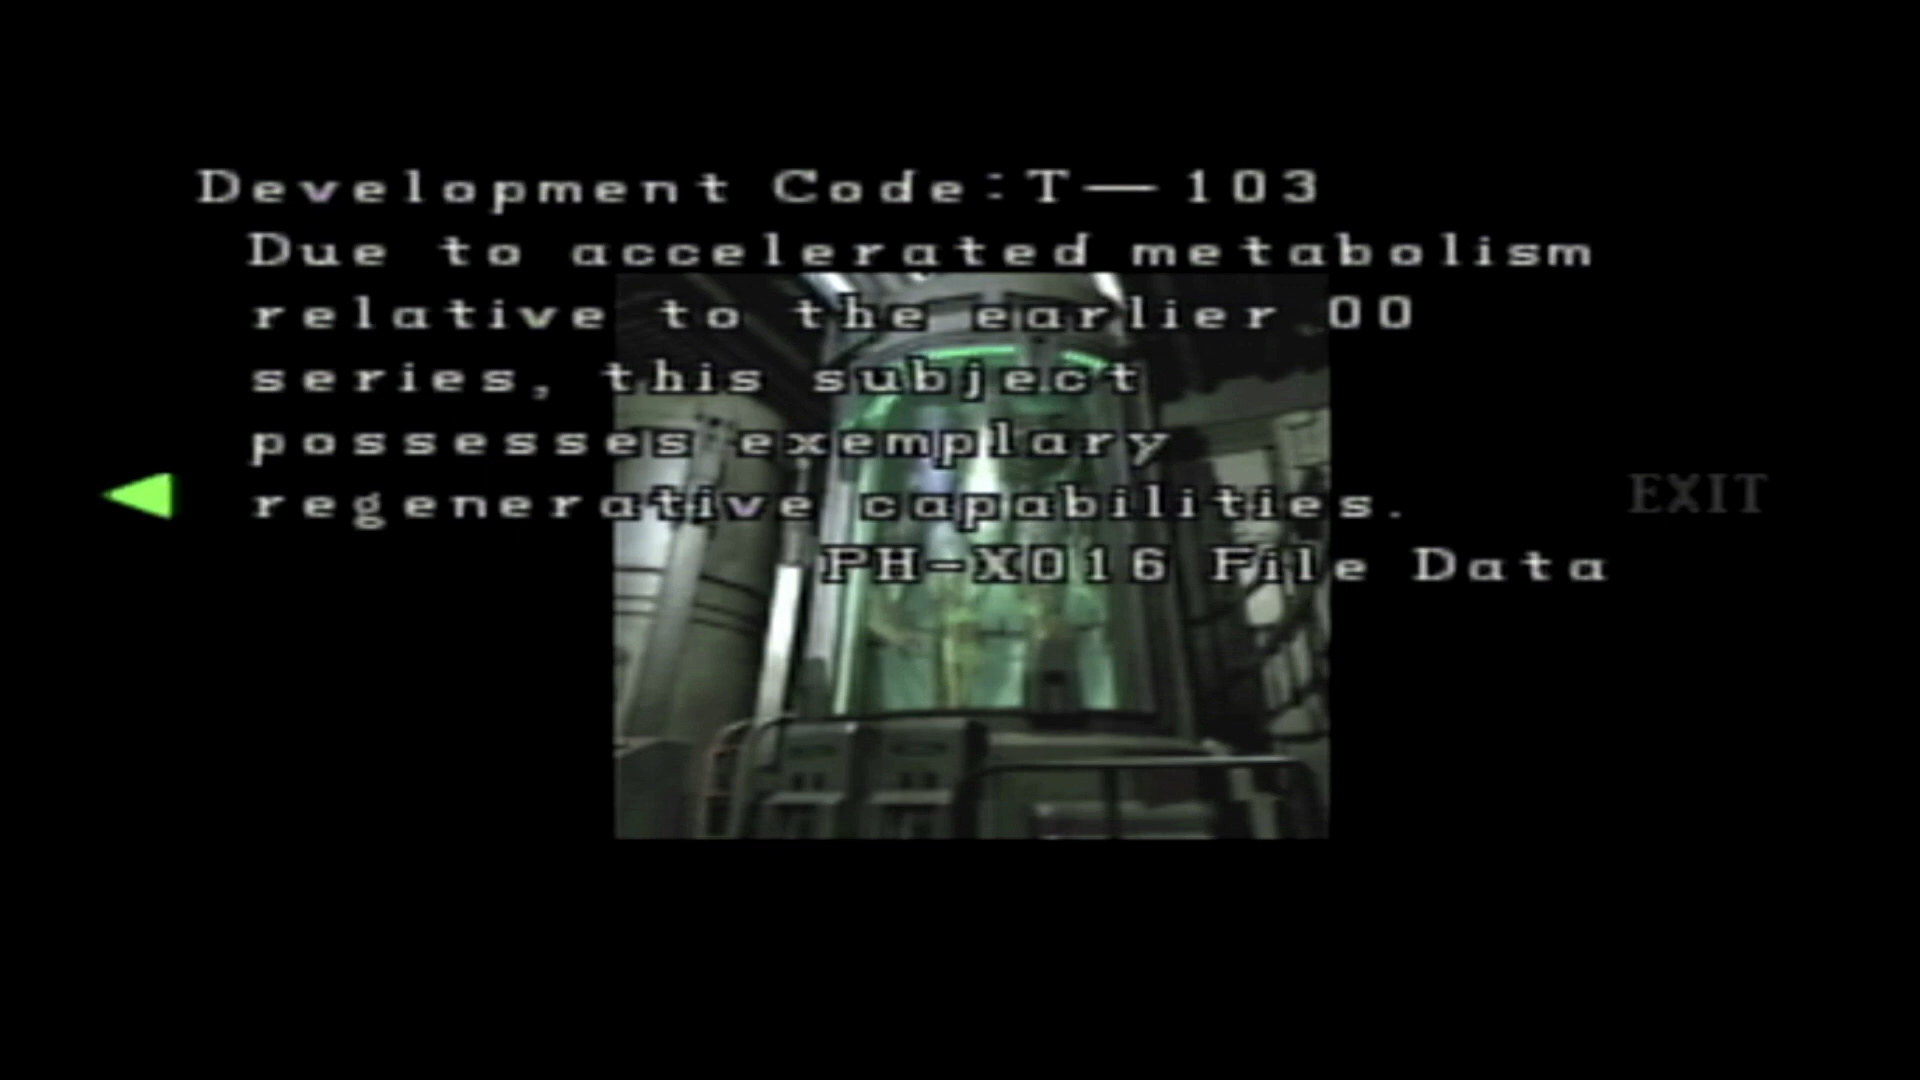 Development Code:T—103
Due to accelerated metabolism
relative to the earlier 00
series, this subject
possesses exemplary
regenerative capabilities.
EXIT
PH-X016 File Data